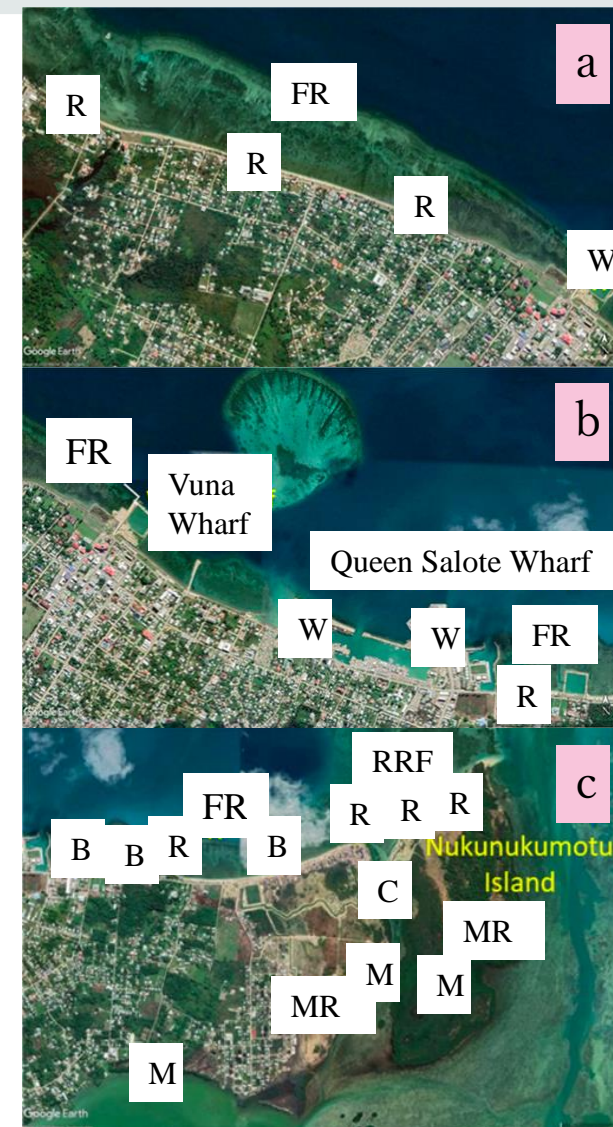 a
R
FR
R
R
W
Google Earth
b
FR
Vuna
Wharf
Queen Salote Wharf
W
W
FR
R
Google Earth
c
RRF
FR
R
R
R
B
B
R
B
Nukunukumotu
Island
C
MR
M
M
MR
M
Google Earth